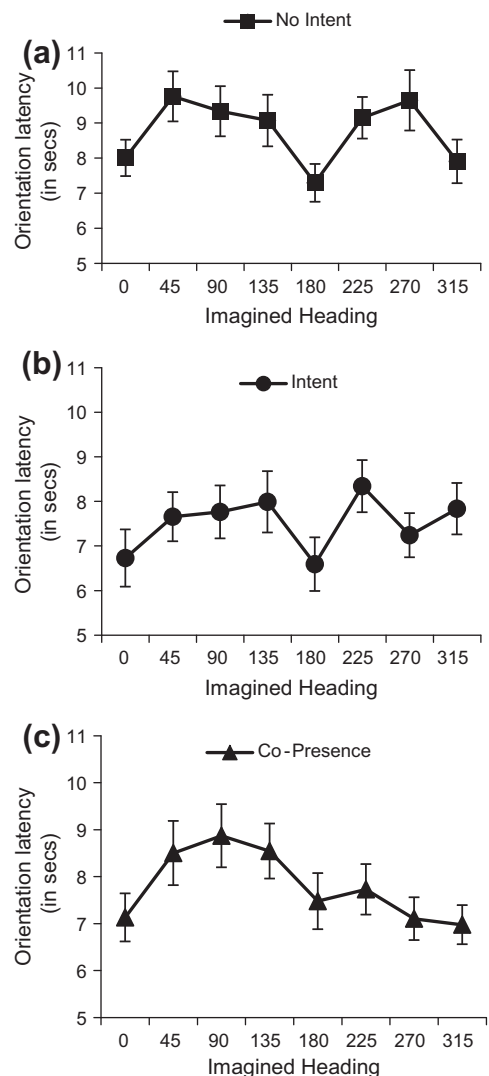 No Intent
(a)
11
10
9
8
7
6
5
Orientation latency
(in secs)
0 45 90 135 180 225 270 315
Imagined Heading
(b)
Intent
11
10
9
8
7
6
5
Orientation latency
(in secs)
0 45 90 135 180 225 270 315
Imagined Heading
(c)
Co-Presence
11
10
9
8
7
6
5
Orientation latency
(in secs)
0 45 90 135 180 225 270 315
Imagined Heading